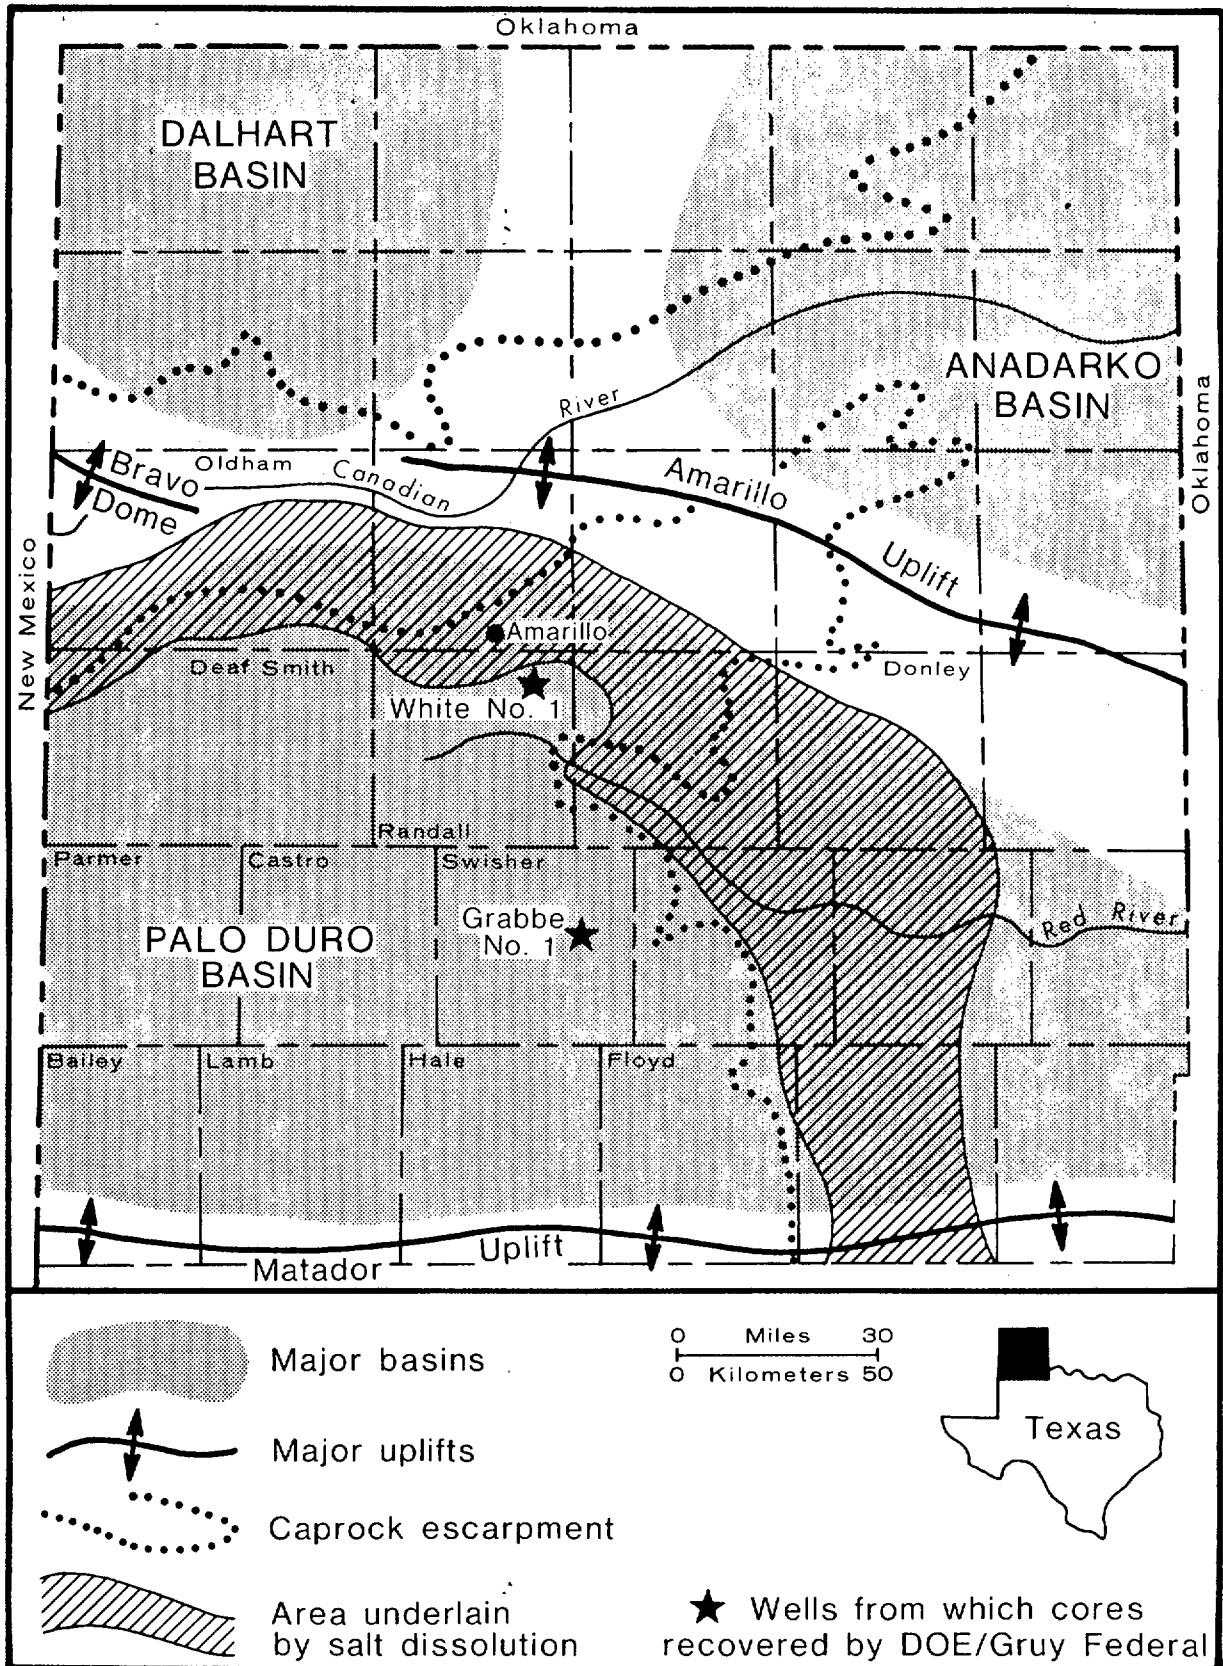 Oklahoma
DALHART
BASIN
ANADARKO
BASIN
Oklahoma
River
Canadian
Oldham
Bravo
Dome
Amarillo
Uplift
New Mexico
Amarillo
Deaf Smith
Donley
White No. 1
Randall
Parmer
Castro
Swisher
Grabbe
No. 1
PALO DURO
BASIN
Red River
Bailey
Lamb
Hale
Floyd
Uplift
Matador
Major basins
0 Miles 30
0 Kilometers 50
Texas
Major uplifts
Caprock escarpment
Area underlain
by salt dissolution
Wells from which cores
recovered by DOE/Gruy Federal